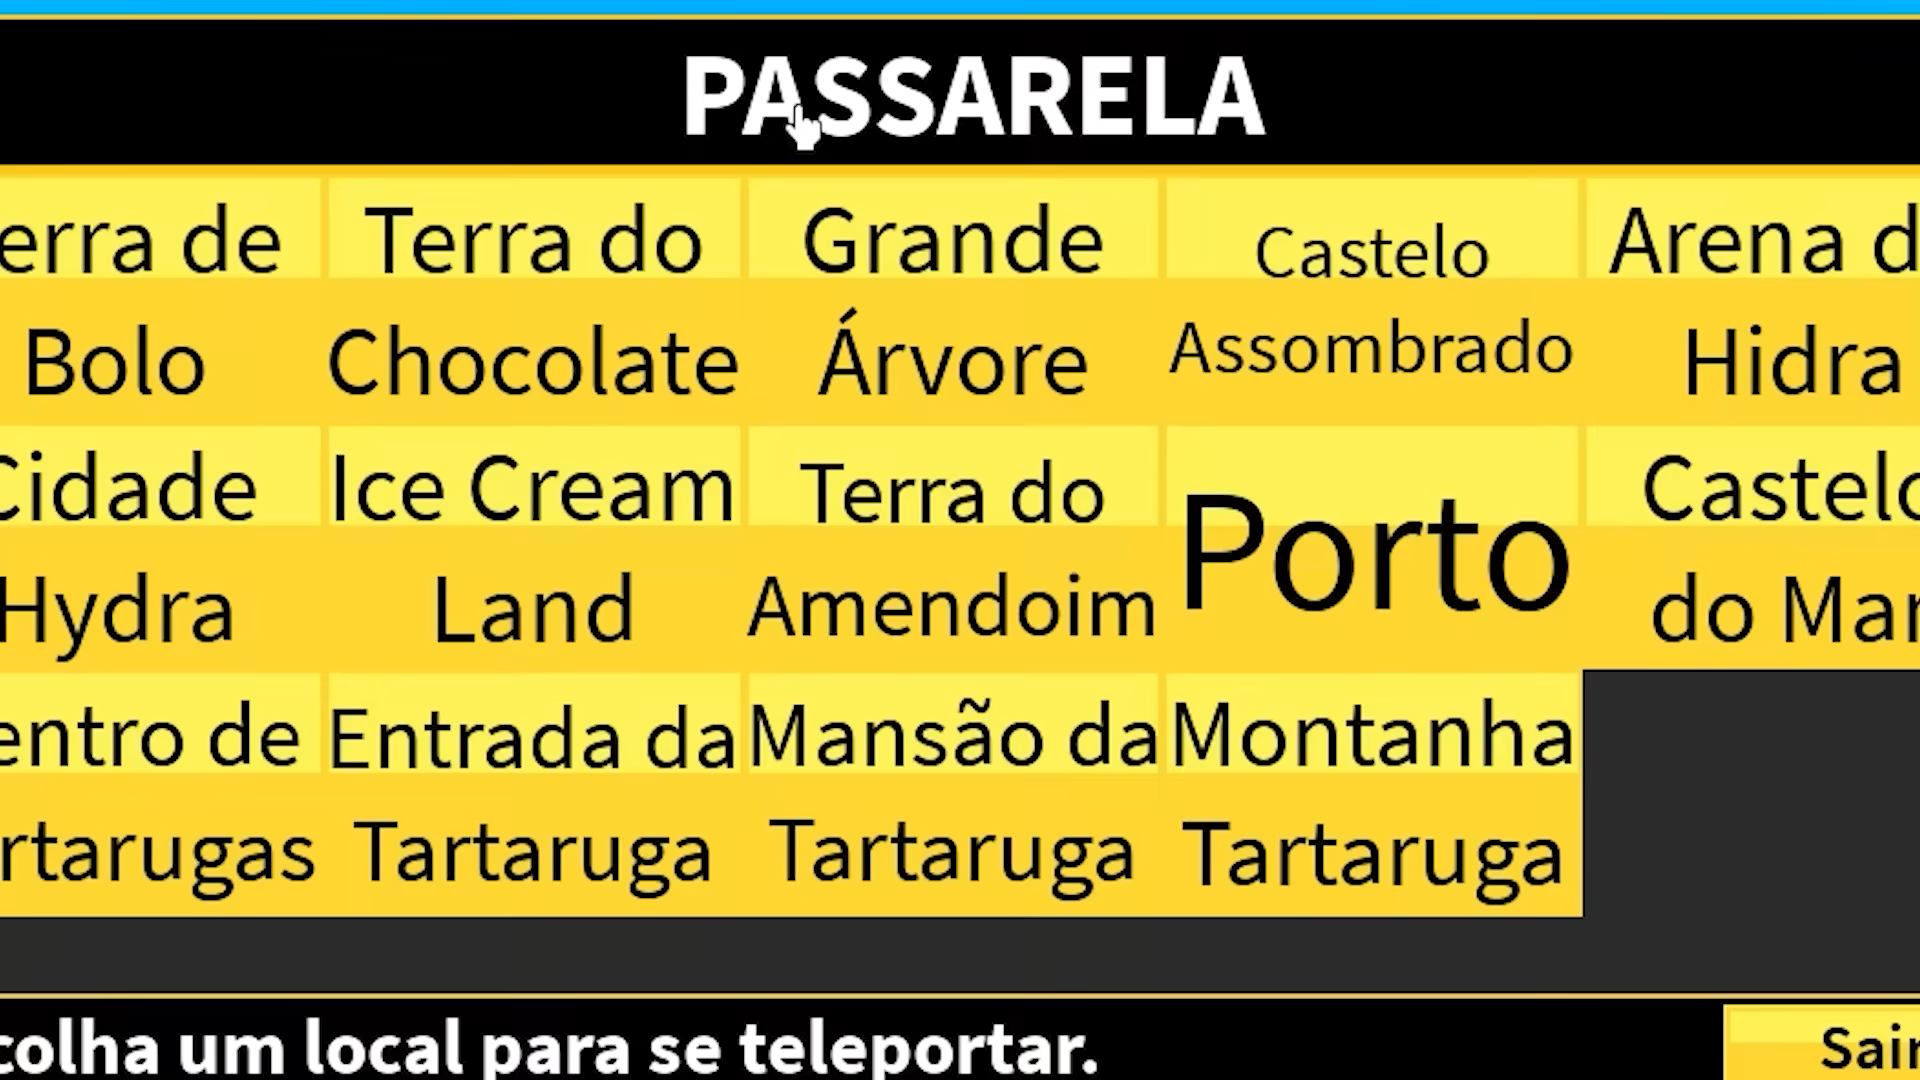 PASSARELA
erra de
Bolo
Terra do
Chocolate
Grande
Árvore
Castelo
Assombrado
Arena d
Hidra
Cidade
Hydra
Ice Cream
Land
Terra do
Amendoim
Porto
Castelo
do Mar
entro de
rtarugas
Entrada da
Tartaruga
Mansão da
Tartaruga
Montanha
Tartaruga
colha um local para se teleportar.
Sair